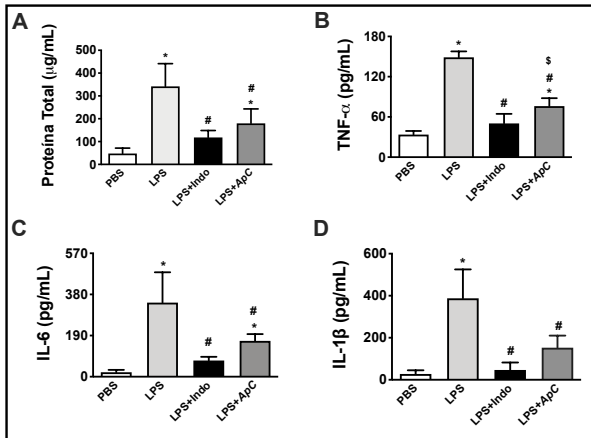 A
Proteína Total (µg/mL)
500
400
300
200
100
0
*
#
#
*
PBS
LPS
LPS+Indo
LPS+ApC
B
TNF-α (pg/mL)
180
120
60
0
*
#
$
#
*
PBS
LPS
LPS+Indo
LPS+ApC
C
IL-6 (pg/mL)
570
380
190
0
*
#
#
*
PBS
LPS
LPS+Indo
LPS+ApC
D
IL-1β (pg/mL)
600
400
200
0
*
#
#
PBS
LPS
LPS+Indo
LPS+ApC